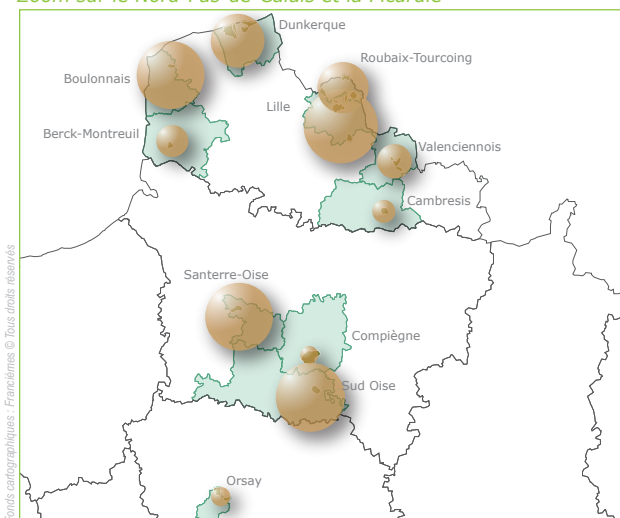 Zoom sur le Nord-Pas-de-Calais et la Picardie
Dunkerque
Roubaix-Tourcoing
Boulonnais
Lille
Berck-Montreuil
Valenciennois
Cambresis
Santerre-Oise
Compiègne
Sud Oise
Orsay
Fonds cartographiques : Francièmes © Tous droits réservés